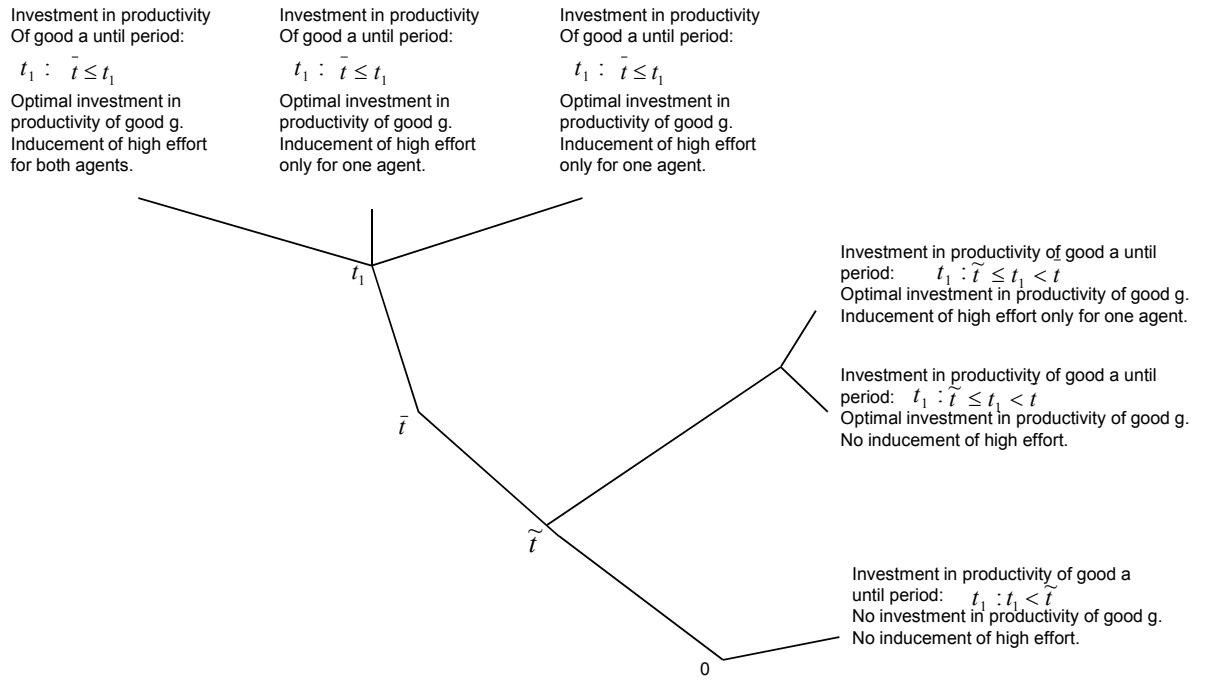 Investment in productivity
Of good a until period:
t₁ : t̄ ≤ t₁
Optimal investment in
productivity of good g.
Inducement of high effort
for both agents.
Investment in productivity
Of good a until period:
t₁ : t̄ ≤ t₁
Optimal investment in
productivity of good g.
Inducement of high effort
only for one agent.
Investment in productivity
Of good a until period:
t₁ : t̄ ≤ t₁
Optimal investment in
productivity of good g.
Inducement of high effort
only for one agent.
Investment in productivity of good a until
period: t₁ : t̃ ≤ t₁ < t̄
Optimal investment in productivity of good g.
Inducement of high effort only for one agent.
t₁
Investment in productivity of good a until
period: t₁ : t̃ ≤ t₁ < t̄
Optimal investment in productivity of good g.
No inducement of high effort.
t̄
t̃
Investment in productivity of good a
until period: t₁ : t₁ < t̃
No investment in productivity of good g.
No inducement of high effort.
0